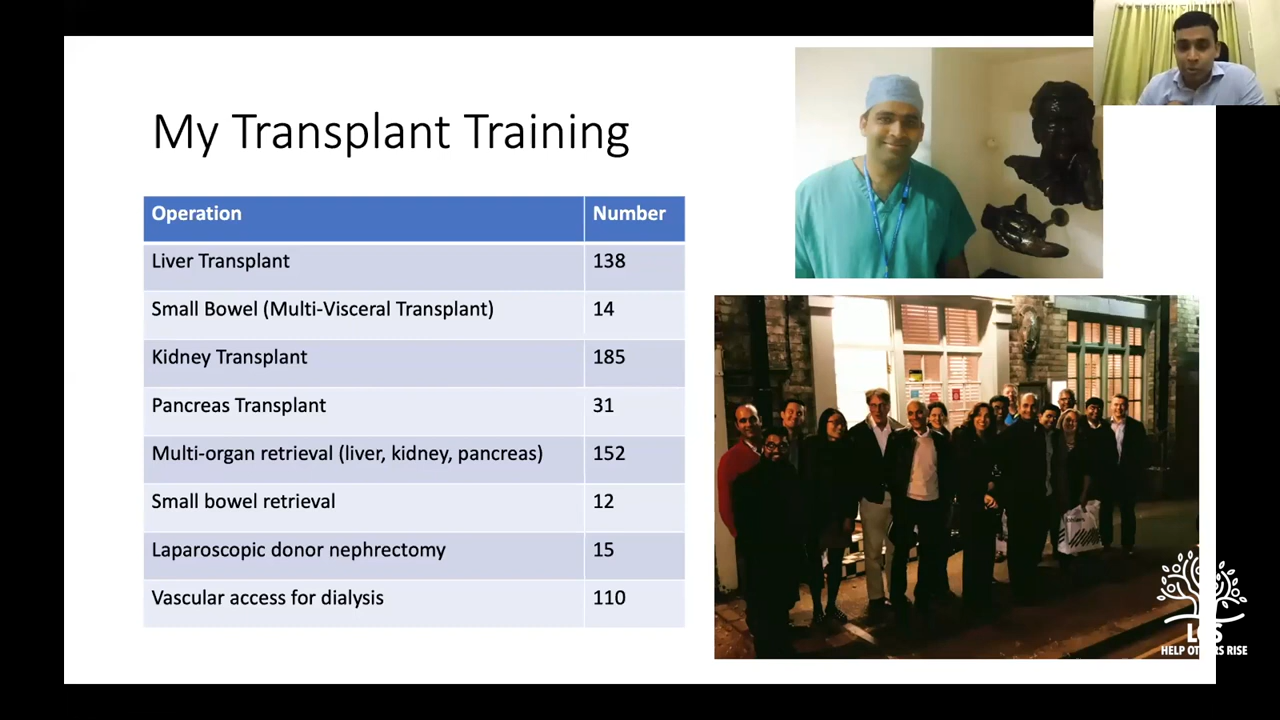 My Transplant Training
Operation Number
Liver Transplant 138
Small Bowel (Multi-Visceral Transplant) 14
Kidney Transplant 185
Pancreas Transplant 31
Multi-organ retrieval (liver, kidney, pancreas) 152
Small bowel retrieval 12
Laparoscopic donor nephrectomy 15
Vascular access for dialysis 110
HELP OTHERS RISE